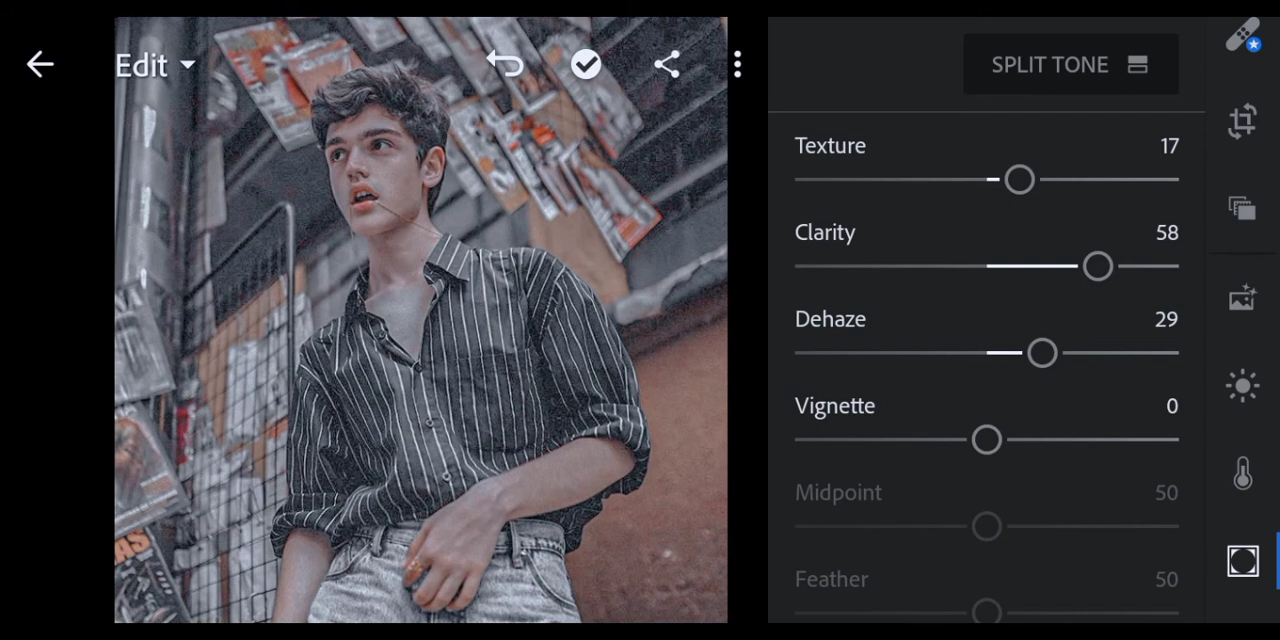 Edit
SPLIT TONE
Texture 17
Clarity 58
Dehaze 29
Vignette 0
Midpoint 50
Feather 50